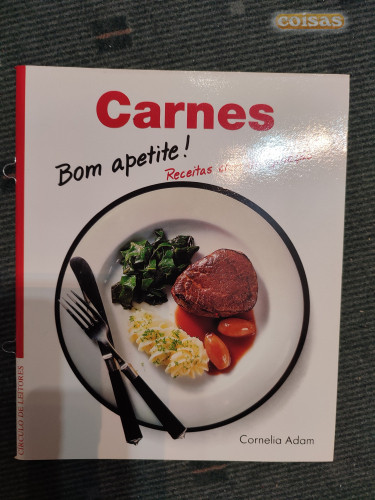 coisas
Carnes
Bom apetite!
Receitas
Cornelia Adam
CÍRCULO DE LEITORES